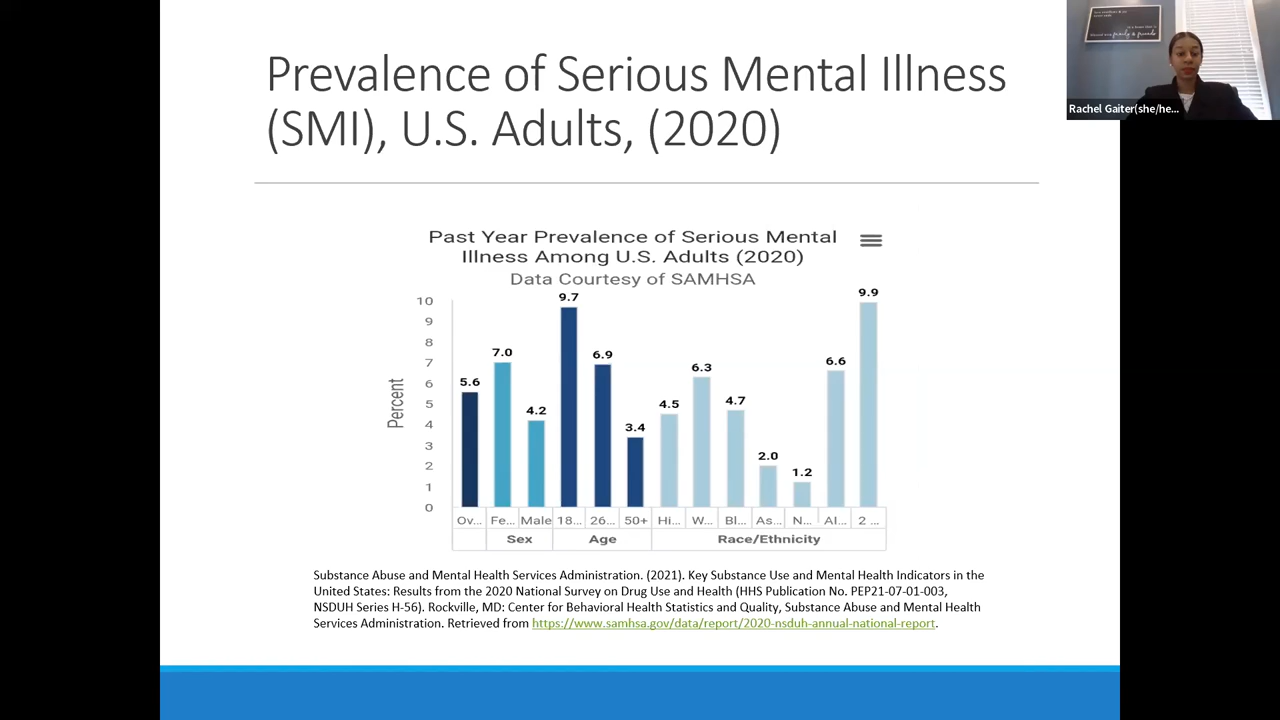 Prevalence of Serious Mental Illness
(SMI), U.S. Adults, (2020)
Rachel Gaiter(she/he...
Past Year Prevalence of Serious Mental
Illness Among U.S. Adults (2020)
Data Courtesy of SAMHSA
Percent
10
9
8
7
6
5
4
3
2
1
0
5.6
7.0
4.2
9.7
6.9
3.4
4.5
6.3
4.7
2.0
1.2
6.6
9.9
Ov... Fe... Male 18... 26... 50+ Hi... W... Bl... As... N... AI... 2 ...
Sex Age Race/Ethnicity
Substance Abuse and Mental Health Services Administration. (2021). Key Substance Use and Mental Health Indicators in the
United States: Results from the 2020 National Survey on Drug Use and Health (HHS Publication No. PEP21-07-01-003,
NSDUH Series H-56). Rockville, MD: Center for Behavioral Health Statistics and Quality, Substance Abuse and Mental Health
Services Administration. Retrieved from https://www.samhsa.gov/data/report/2020-nsduh-annual-national-report.